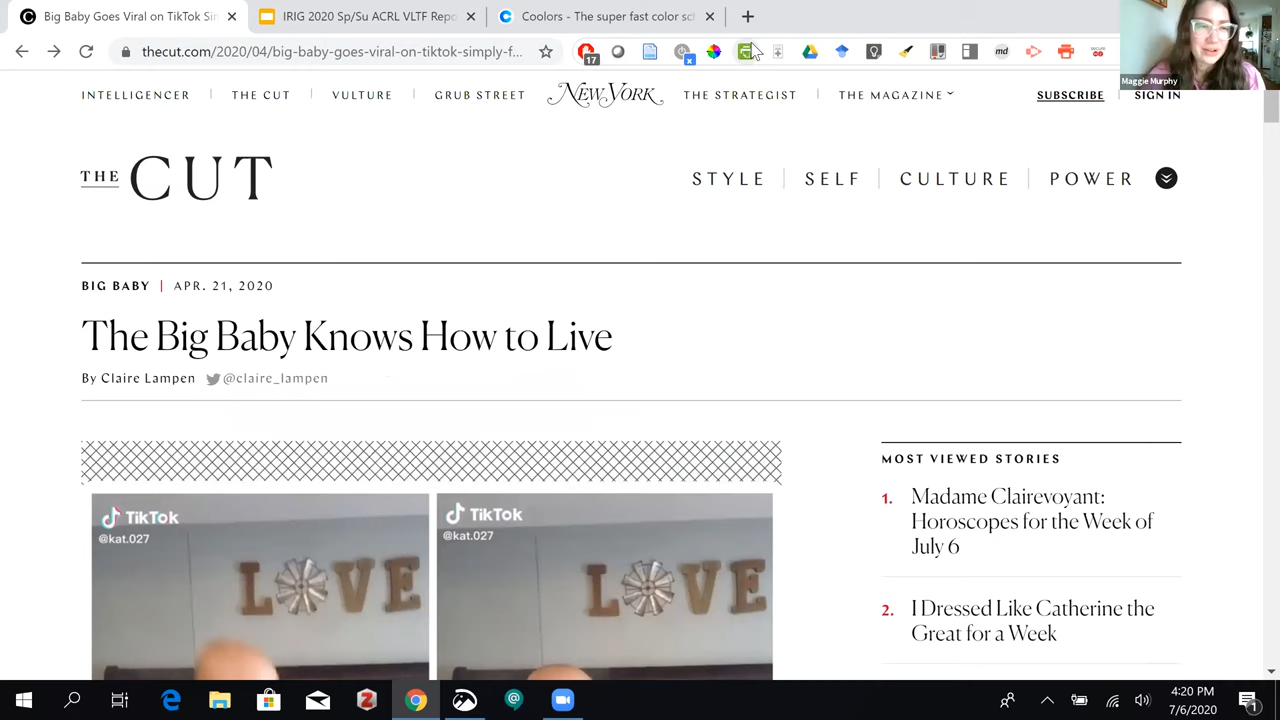 Big Baby Goes Viral on TikTok Sin
IRIG 2020 Sp/Su ACRL VLTF Repo
Coolors - The super fast color sc
thecut.com/2020/04/big-baby-goes-viral-on-tiktok-simply-f...
17
x
md
Maggie Murphy
INTELLIGENCER
THE CUT
VULTURE
STREET
NEW YORK
THE STRATEGIST
THE MAGAZINE
SUBSCRIBE
SIGN IN
THE CUT
STYLE
SELF
CULTURE
POWER
BIG BABY | APR. 21, 2020
The Big Baby Knows How to Live
By Claire Lampen @claire_lampen
MOST VIEWED STORIES
1. Madame Clairevoyant:
Horoscopes for the Week of
July 6
2. I Dressed Like Catherine the
Great for a Week
TikTok
@kat.027
LOVE
TikTok
@kat.027
LOVE
4:20 PM
7/6/2020
1